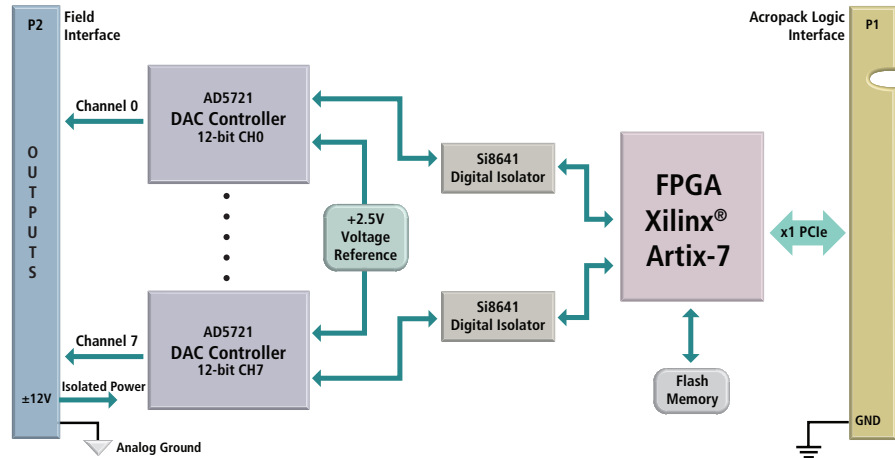 P2
Field
Interface
Acropack Logic
Interface
P1
AD5721
DAC Controller
12-bit CH0
Channel 0
OUTPUTS
Si8641
Digital Isolator
FPGA
Xilinx®
Artix-7
x1 PCIe
+2.5V
Voltage
Reference
AD5721
DAC Controller
12-bit CH7
Si8641
Digital Isolator
Channel 7
Isolated Power
±12V
Flash
Memory
GND
Analog Ground